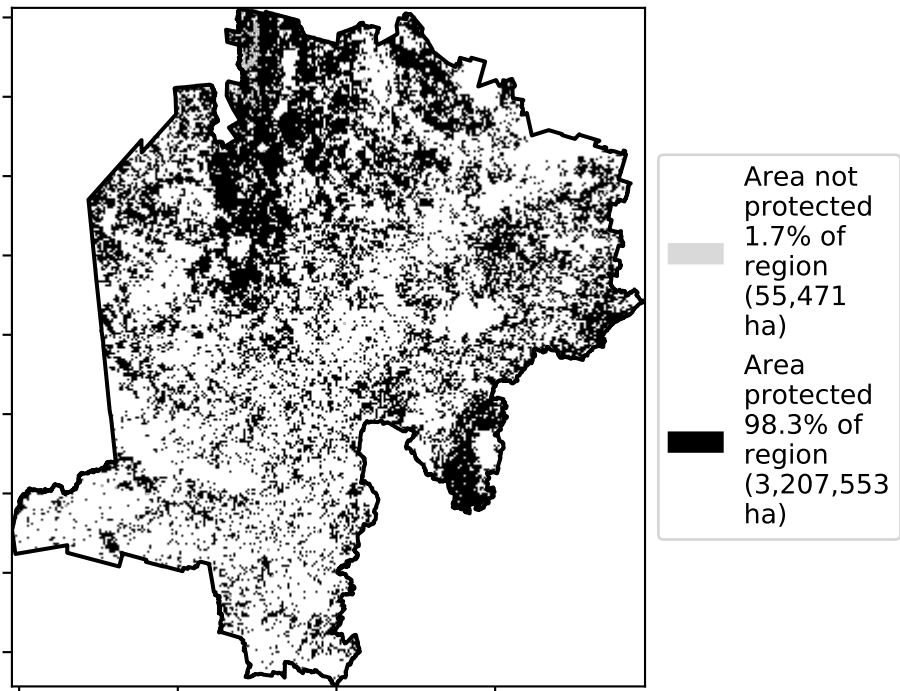 Area not
protected
1.7% of
region
(55,471
ha)
Area
protected
98.3% of
region
(3,207,553
ha)